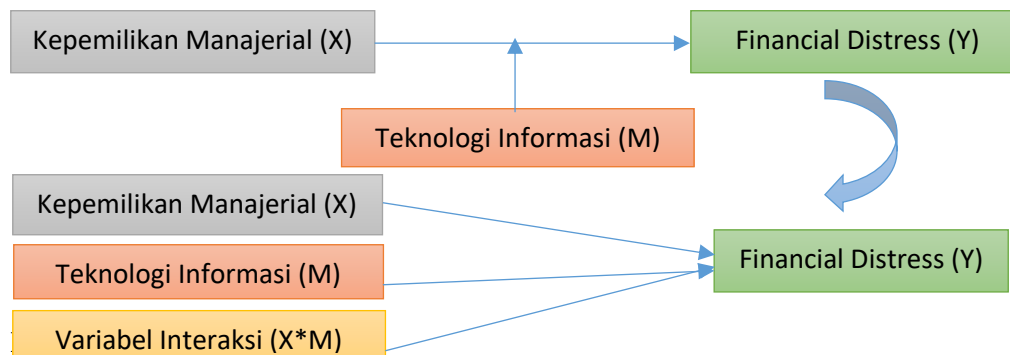 Kepemilikan Manajerial (X)
Financial Distress (Y)
Teknologi Informasi (M)
Kepemilikan Manajerial (X)
Teknologi Informasi (M)
Financial Distress (Y)
Variabel Interaksi (X*M)